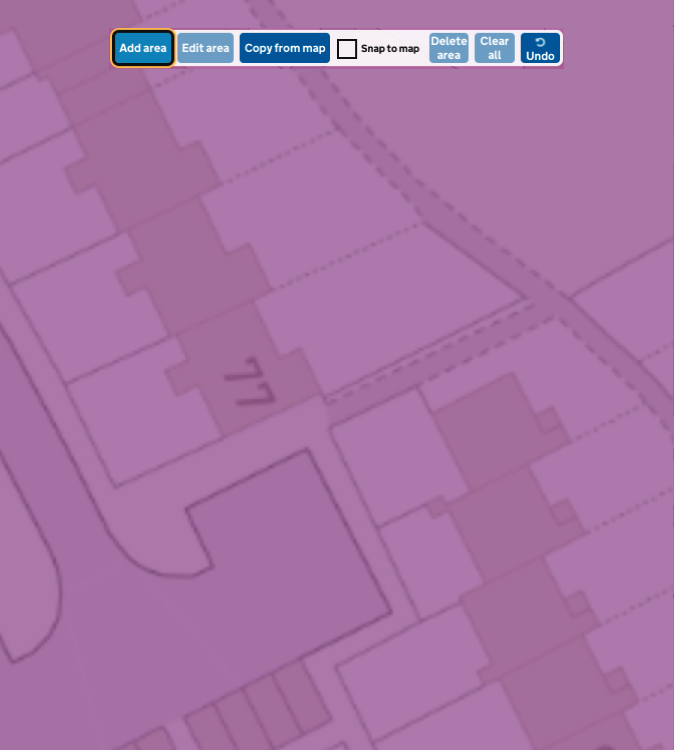 Add area
Edit area
Copy from map
Snap to map
Delete
area
Clear
all
Undo
77